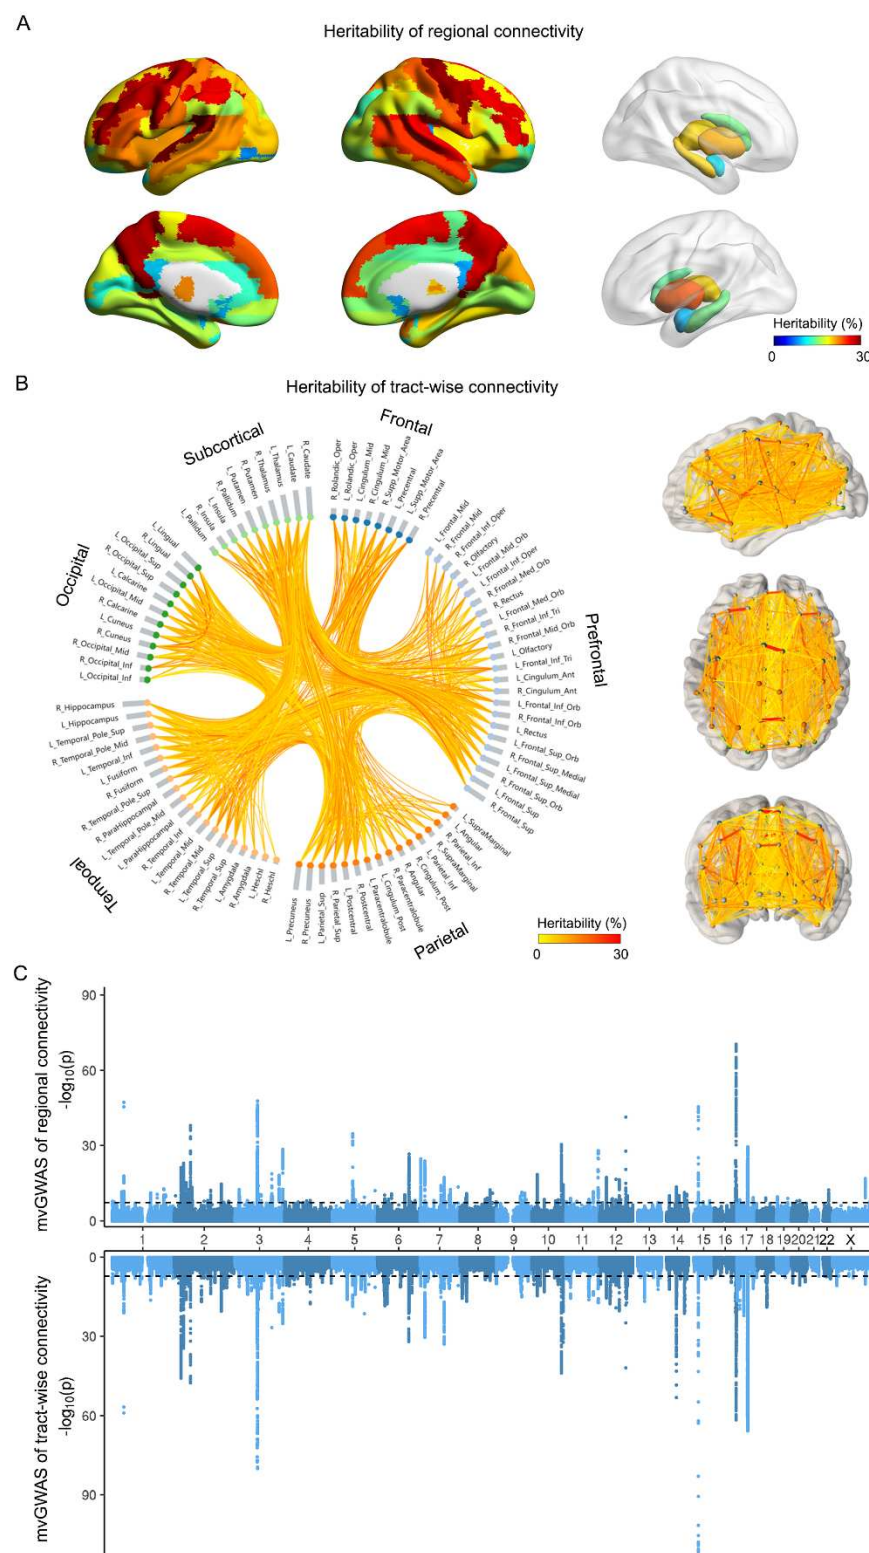 A
Heritability of regional connectivity
Heritability (%)
0 30
B
Heritability of tract-wise connectivity
Frontal
R_Rolandic_Oper
L_Rolandic_Oper
L_Cingulum_Mid
R_Cingulum_Mid
R_Supp_Motor_Area
L_Precentral
L_Supp_Motor_Area
R_Precentral
Prefrontal
L_Frontal_Mid
R_Frontal_Mid
R_Frontal_Inf_Oper
R_Olfactory
L_Frontal_Mid_Orb
L_Frontal_Inf_Oper
R_Frontal_Med_Orb
R_Rectus
L_Frontal_Med_Orb
R_Frontal_Inf_Tri
R_Frontal_Mid_Orb
L_Olfactory
L_Frontal_Inf_Tri
L_Cingulum_Ant
R_Cingulum_Ant
L_Frontal_Inf_Orb
R_Frontal_Inf_Orb
L_Rectus
L_Frontal_Sup_Orb
R_Frontal_Sup_Medial
L_Frontal_Sup_Medial
R_Frontal_Sup_Orb
L_Frontal_Sup
R_Frontal_Sup
Parietal
L_SupraMarginal
L_Angular
R_Parietal_Inf
R_SupraMarginal
L_Parietal_Inf
R_Cingulum_Post
R_Angular
R_Paracentralobule
L_Cingulum_Post
L_Paracentralobule
R_Postcentral
L_Postcentral
R_Parietal_Sup
L_Parietal_Sup
R_Precuneus
L_Precuneus
Tempoal
R_Heschl
L_Heschl
R_Amygdala
L_Amygdala
R_Temporal_Sup
L_Temporal_Sup
R_Temporal_Mid
L_Temporal_Mid
R_Temporal_Inf
L_ParaHippocampal
L_Temporal_Pole_Mid
R_ParaHippocampal
R_Temporal_Pole_Sup
R_Fusiform
L_Fusiform
L_Temporal_Inf
R_Temporal_Pole_Mid
L_Temporal_Pole_Sup
L_Hippocampus
R_Hippocampus
Occipital
L_Occipital_Inf
R_Occipital_Inf
R_Occipital_Mid
R_Cuneus
L_Cuneus
R_Calcarine
L_Occipital_Mid
L_Calcarine
R_Occipital_Sup
L_Occipital_Sup
R_Lingual
L_Lingual
Subcortical
L_Pallidum
R_Insula
L_Insula
R_Pallidum
R_Putamen
L_Putamen
R_Thalamus
L_Thalamus
L_Caudate
R_Caudate
Heritability (%)
0 30
C
mvGWAS of regional connectivity
-log10(p)
90
60
30
0
1 2 3 4 5 6 7 8 9 10 11 12 13 14 15 16 17 18 19 20 21 22 X
mvGWAS of tract-wise connectivity
-log10(p)
0
30
60
90